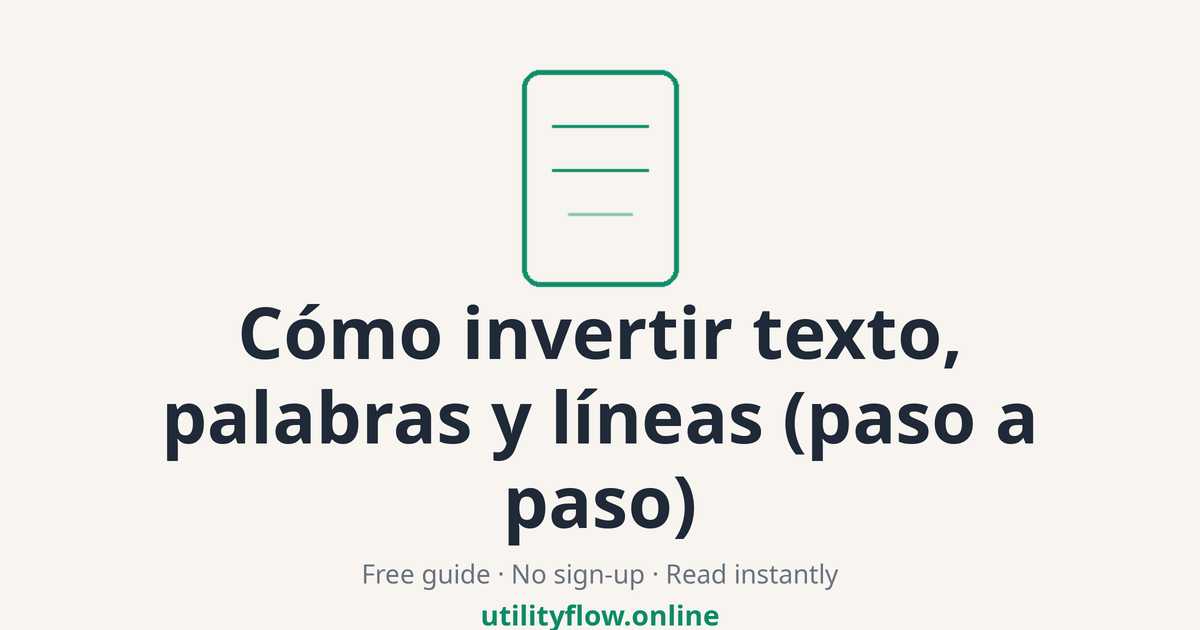 Cómo invertir texto,
palabras y líneas (paso a
paso)
Free guide · No sign-up · Read instantly
utilityflow.online